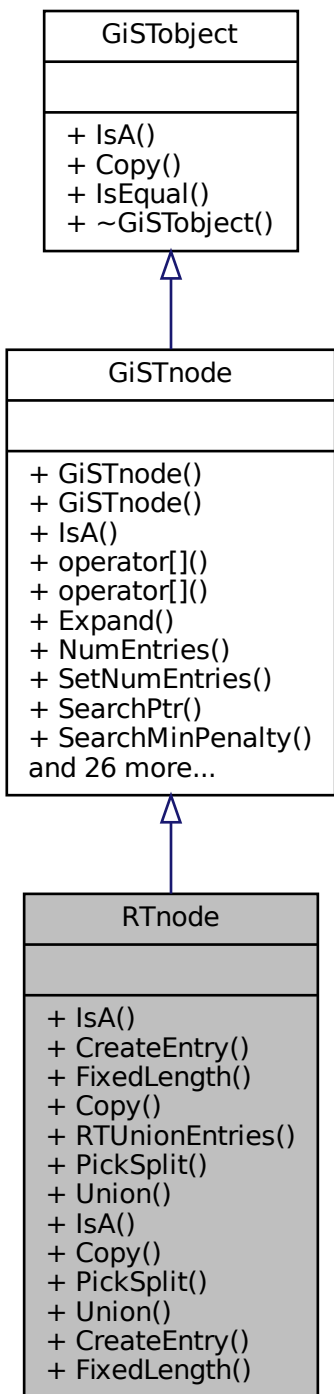 GiSTobject
+ IsA()
+ Copy()
+ IsEqual()
+ ~GiSTobject()
GiSTnode
+ GiSTnode()
+ GiSTnode()
+ IsA()
+ operator[]()
+ operator[]()
+ Expand()
+ NumEntries()
+ SetNumEntries()
+ SearchPtr()
+ SearchMinPenalty()
and 26 more...
RTnode
+ IsA()
+ CreateEntry()
+ FixedLength()
+ Copy()
+ RTUnionEntries()
+ PickSplit()
+ Union()
+ IsA()
+ Copy()
+ PickSplit()
+ Union()
+ CreateEntry()
+ FixedLength()